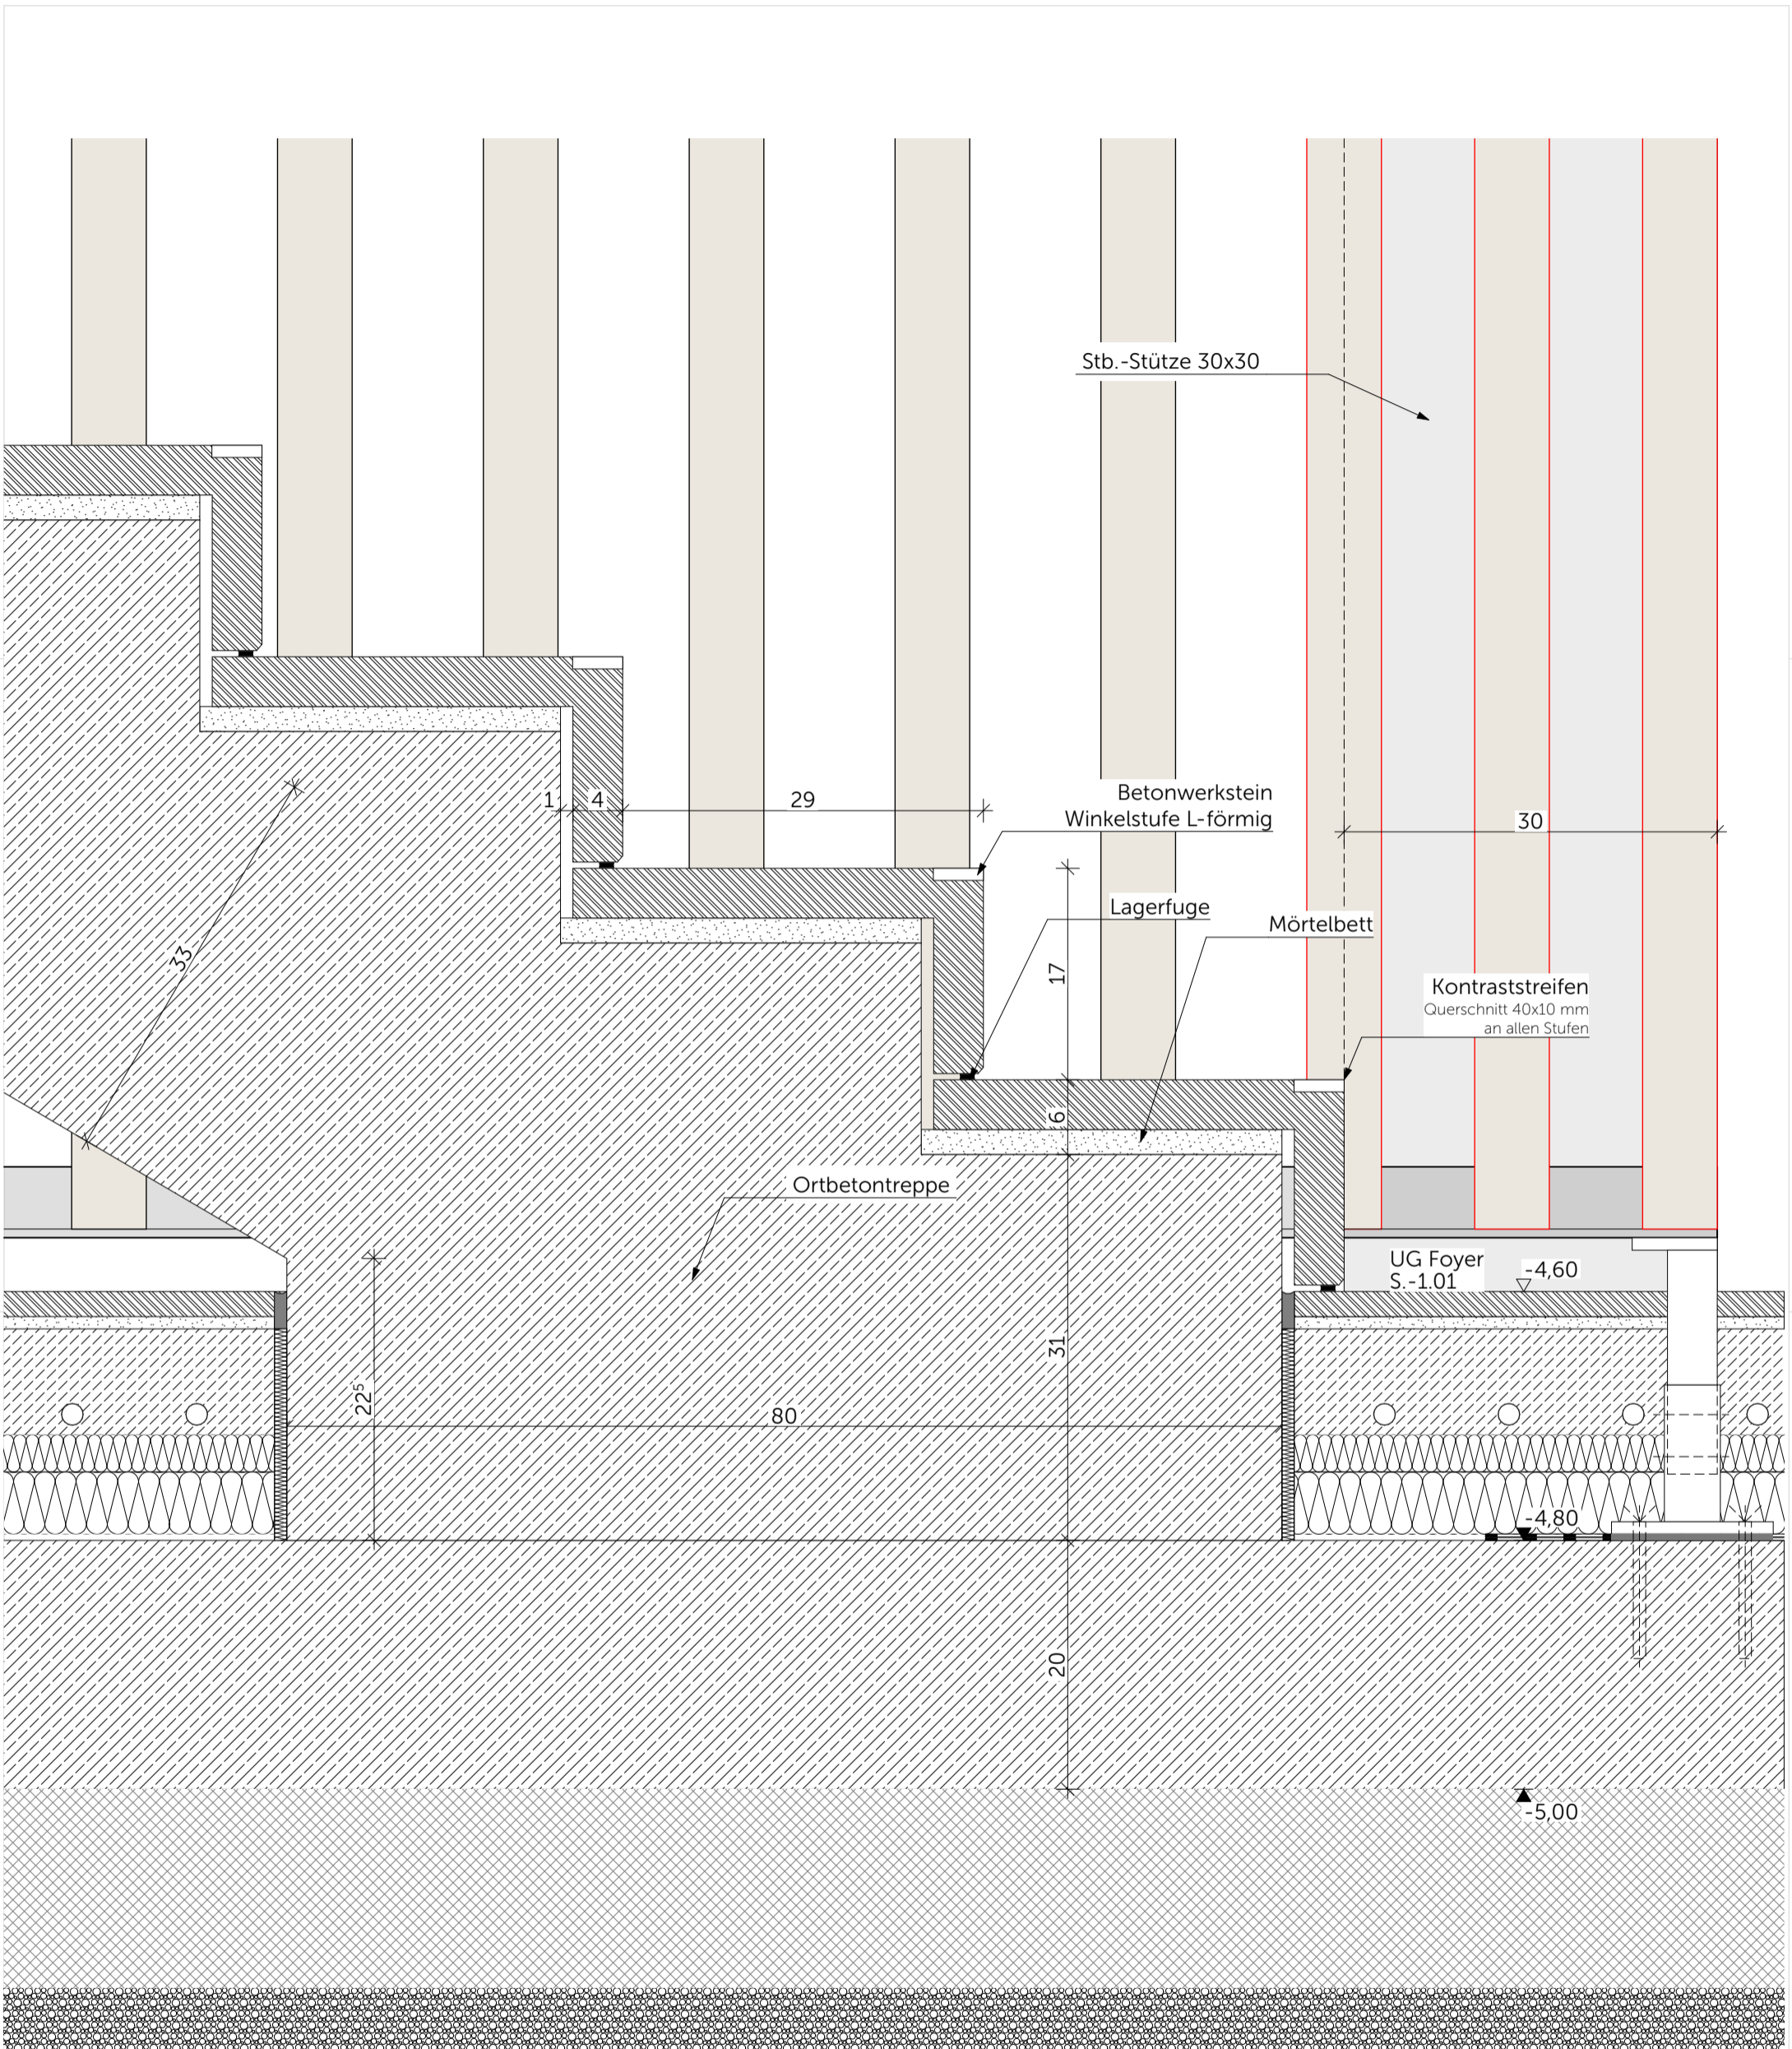 Stb.-Stütze 30x30
1
4
29
Betonwerkstein
Winkelstufe L-förmig
30
Lagerfuge
Mörtelbett
33
17
Kontraststreifen
Querschnitt 40x10 mm
an allen Stufen
6
Ortbetontreppe
UG Foyer
S.-1.01
-4,60
31
22⁵
80
-4,80
20
-5,00